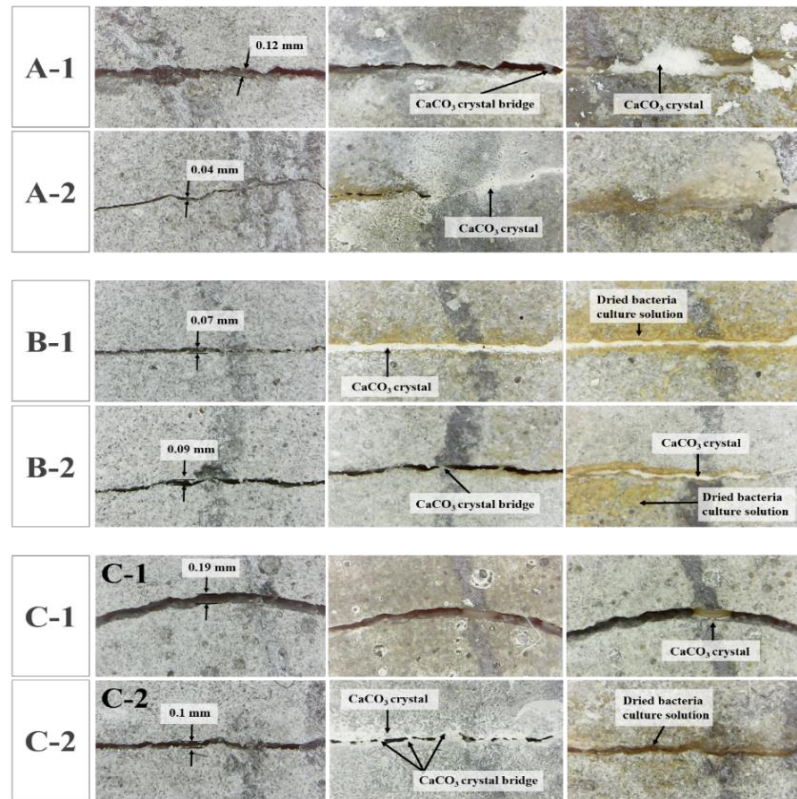 A-1
0.12 mm
CaCO₃ crystal bridge
CaCO₃ crystal
A-2
0.04 mm
CaCO₃ crystal
B-1
0.07 mm
CaCO₃ crystal
Dried bacteria
culture solution
B-2
0.09 mm
CaCO₃ crystal bridge
CaCO₃ crystal
Dried bacteria
culture solution
C-1
C-1
0.19 mm
CaCO₃ crystal
C-2
C-2
0.1 mm
CaCO₃ crystal
CaCO₃ crystal bridge
Dried bacteria
culture solution